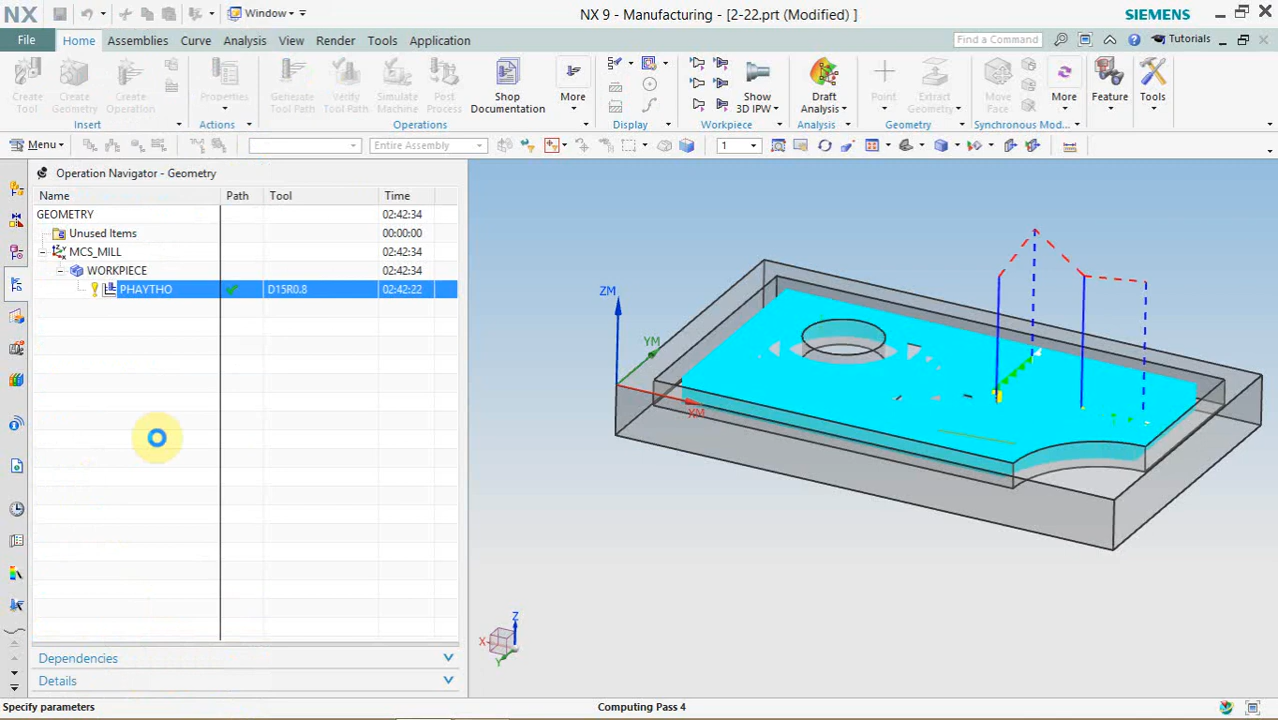 NX
Window
NX 9 - Manufacturing - [2-22.prt (Modified) ]
SIEMENS
File
Home
Assemblies
Curve
Analysis
View
Render
Tools
Application
Find a Command
Tutorials
Create Tool
Create Geometry
Create Operation
Properties
Generate Tool Path
Verify Tool Path
Simulate Machine
Post Process
Shop Documentation
More
Show 3D IPW
Draft Analysis
Point
Extract Geometry
Move Face
More
Feature
Tools
Insert
Actions
Operations
Display
Workpiece
Analysis
Geometry
Synchronous Mod...
Menu
Entire Assembly
1
Operation Navigator - Geometry
Name
Path
Tool
Time
GEOMETRY
02:42:34
Unused Items
00:00:00
MCS_MILL
02:42:34
WORKPIECE
02:42:34
PHAYTHO
D15R0.8
02:42:22
ZM
YM
XM
Z
X
Y
Dependencies
Details
Specify parameters
Computing Pass 4